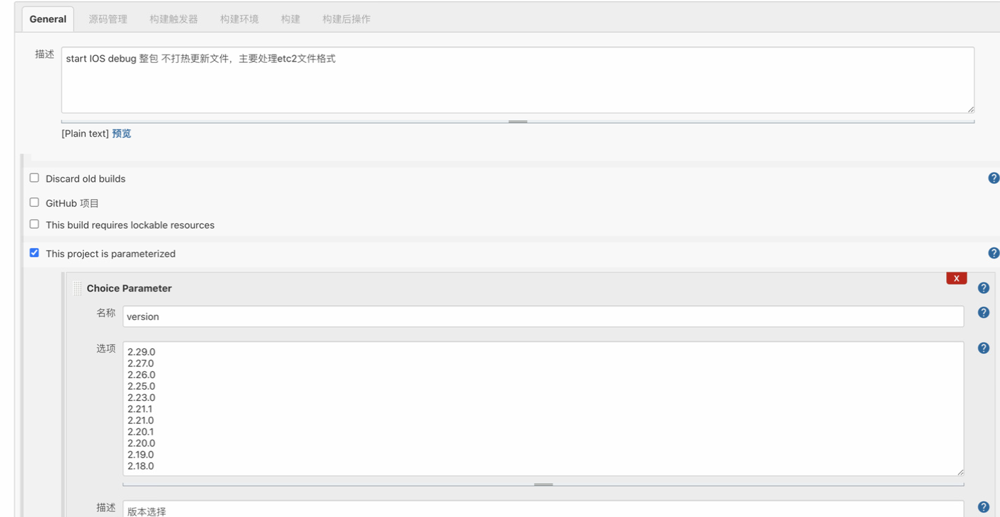 General 源码管理 构建触发器 构建环境 构建 构建后操作
描述
start IOS debug 整包 不打热更新文件，主要处理etc2文件格式
[Plain text] 预览
Discard old builds
?
GitHub 项目
This build requires lockable resources
This project is parameterized
?
X
Choice Parameter
?
名称
version
?
选项
2.29.0
2.27.0
2.26.0
2.25.0
2.23.0
2.21.1
2.21.0
2.20.1
2.20.0
2.19.0
2.18.0
?
描述
版本选择
?